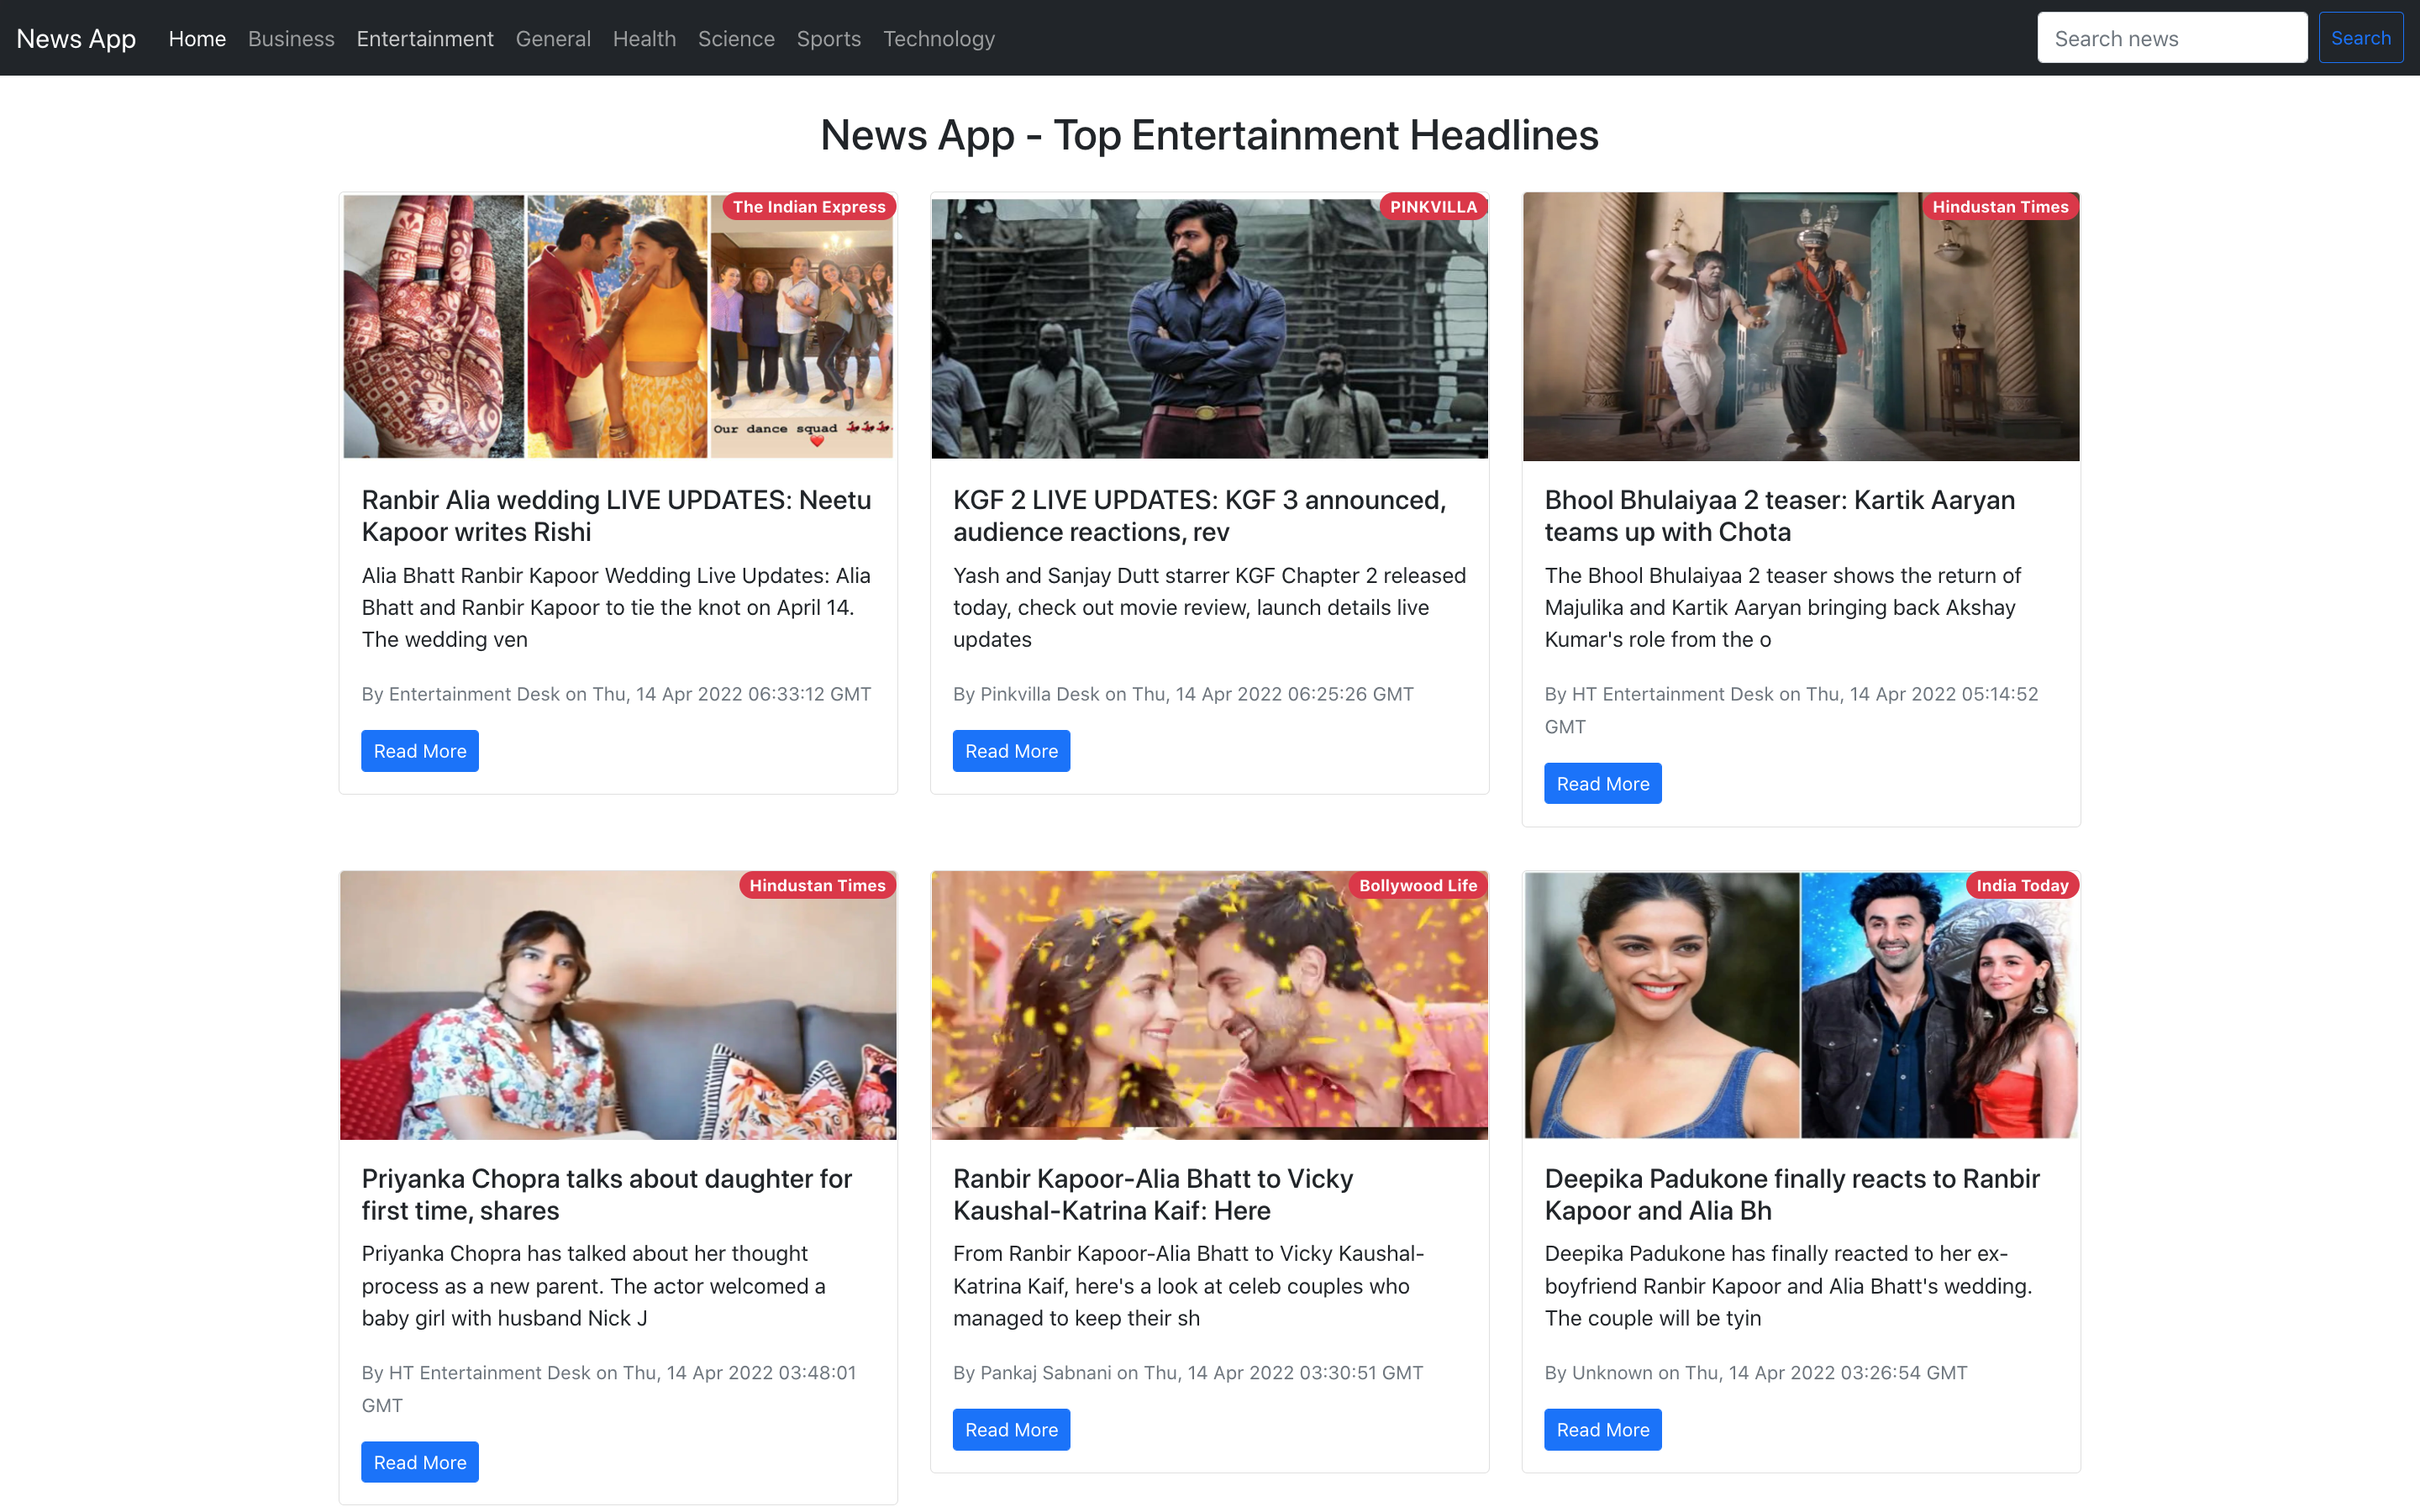 News App Home Business Entertainment General Health Science Sports Technology Search news Search
News App - Top Entertainment Headlines
The Indian Express
Our dance squad
Ranbir Alia wedding LIVE UPDATES: Neetu
Kapoor writes Rishi
Alia Bhatt Ranbir Kapoor Wedding Live Updates: Alia
Bhatt and Ranbir Kapoor to tie the knot on April 14.
The wedding ven
By Entertainment Desk on Thu, 14 Apr 2022 06:33:12 GMT
Read More
PINKVILLA
KGF 2 LIVE UPDATES: KGF 3 announced,
audience reactions, rev
Yash and Sanjay Dutt starrer KGF Chapter 2 released
today, check out movie review, launch details live
updates
By Pinkvilla Desk on Thu, 14 Apr 2022 06:25:26 GMT
Read More
Hindustan Times
Bhool Bhulaiyaa 2 teaser: Kartik Aaryan
teams up with Chota
The Bhool Bhulaiyaa 2 teaser shows the return of
Majulika and Kartik Aaryan bringing back Akshay
Kumar's role from the o
By HT Entertainment Desk on Thu, 14 Apr 2022 05:14:52
GMT
Read More
Hindustan Times
Priyanka Chopra talks about daughter for
first time, shares
Priyanka Chopra has talked about her thought
process as a new parent. The actor welcomed a
baby girl with husband Nick J
By HT Entertainment Desk on Thu, 14 Apr 2022 03:48:01
GMT
Read More
Bollywood Life
Ranbir Kapoor-Alia Bhatt to Vicky
Kaushal-Katrina Kaif: Here
From Ranbir Kapoor-Alia Bhatt to Vicky Kaushal-
Katrina Kaif, here's a look at celeb couples who
managed to keep their sh
By Pankaj Sabnani on Thu, 14 Apr 2022 03:30:51 GMT
Read More
India Today
Deepika Padukone finally reacts to Ranbir
Kapoor and Alia Bh
Deepika Padukone has finally reacted to her ex-
boyfriend Ranbir Kapoor and Alia Bhatt's wedding.
The couple will be tyin
By Unknown on Thu, 14 Apr 2022 03:26:54 GMT
Read More